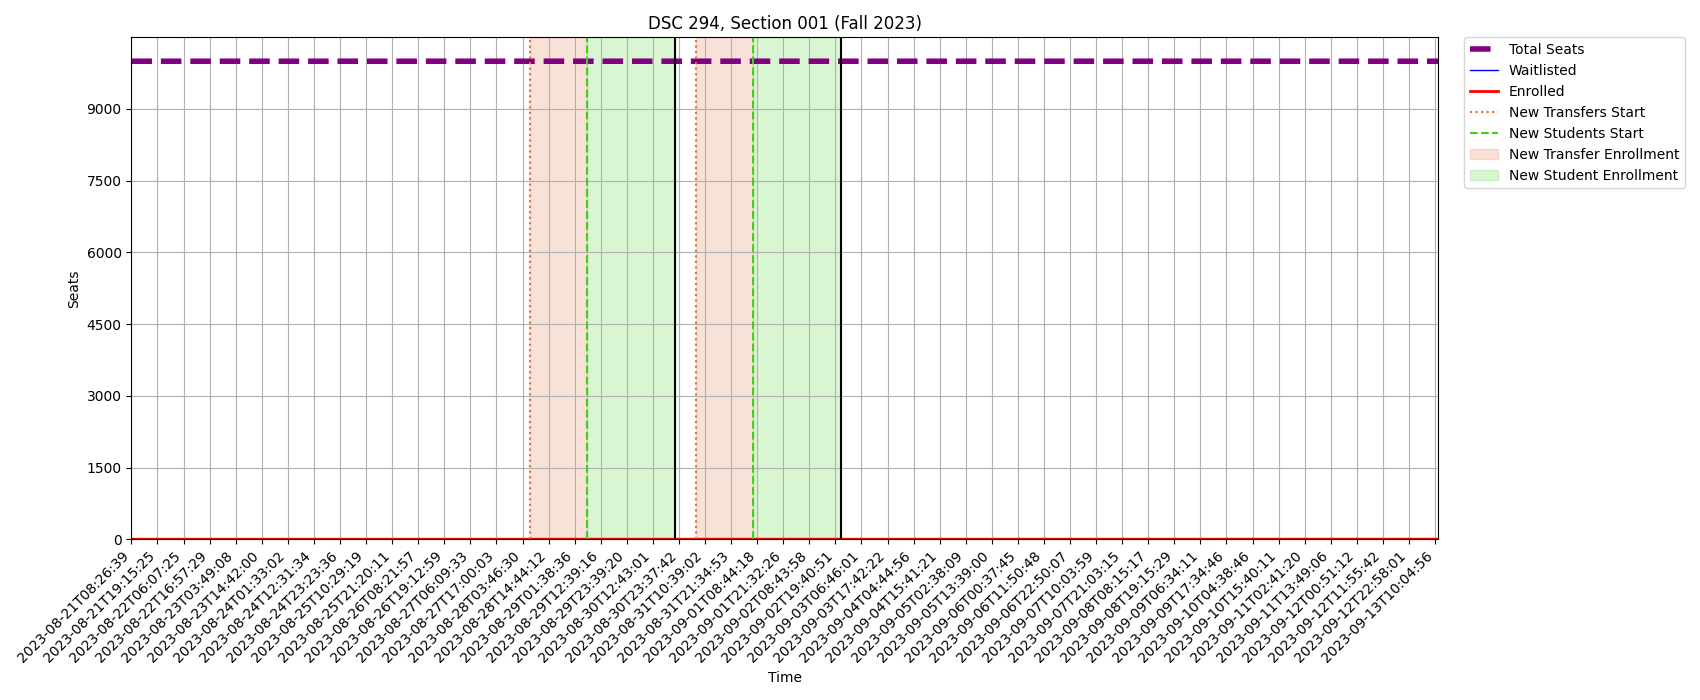 DSC 294, Section 001 (Fall 2023)
Total Seats
Waitlisted
Enrolled
New Transfers Start
New Students Start
New Transfer Enrollment
New Student Enrollment
Seats
9000
7500
6000
4500
3000
1500
0
2023-08-21T08:26:39
2023-08-21T19:15:25
2023-08-22T06:07:25
2023-08-22T16:57:29
2023-08-23T03:49:08
2023-08-23T14:42:00
2023-08-24T01:33:02
2023-08-24T12:31:34
2023-08-24T23:23:36
2023-08-25T10:29:19
2023-08-25T21:20:11
2023-08-26T08:21:57
2023-08-26T19:12:59
2023-08-27T06:09:33
2023-08-27T17:00:03
2023-08-28T03:46:30
2023-08-28T14:44:12
2023-08-29T01:38:36
2023-08-29T12:39:16
2023-08-29T23:39:20
2023-08-30T12:43:01
2023-08-30T23:37:42
2023-08-31T10:39:02
2023-08-31T21:34:53
2023-09-01T08:44:18
2023-09-01T21:32:26
2023-09-02T08:43:58
2023-09-02T19:40:51
2023-09-03T06:46:01
2023-09-03T17:42:22
2023-09-04T04:44:56
2023-09-04T15:41:21
2023-09-05T02:38:09
2023-09-05T13:39:00
2023-09-06T00:37:45
2023-09-06T11:50:48
2023-09-06T22:50:07
2023-09-07T10:03:59
2023-09-07T21:03:15
2023-09-08T08:15:17
2023-09-08T19:15:29
2023-09-09T06:34:11
2023-09-09T17:34:46
2023-09-10T04:38:46
2023-09-10T15:40:11
2023-09-11T02:41:20
2023-09-11T13:49:06
2023-09-12T00:51:12
2023-09-12T11:55:42
2023-09-12T22:58:01
2023-09-13T10:04:56
Time